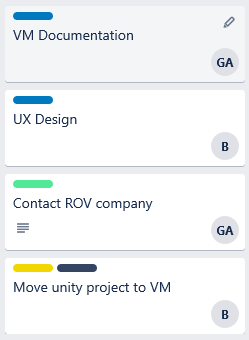 VM Documentation
GA
UX Design
B
Contact ROV company
GA
Move unity project to VM
B